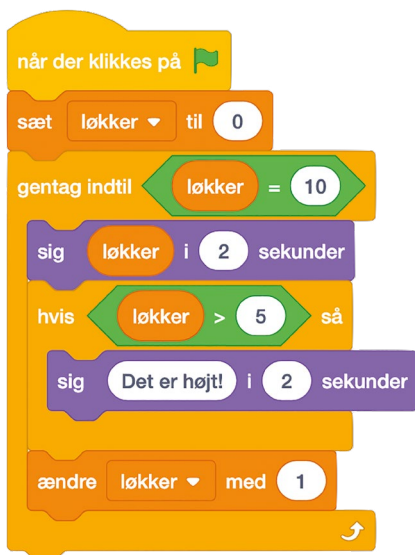 når der klikkes på
sæt løkker til 0
gentag indtil løkker = 10
sig løkker i 2 sekunder
hvis løkker > 5 så
sig Det er højt! i 2 sekunder
ændre løkker med 1